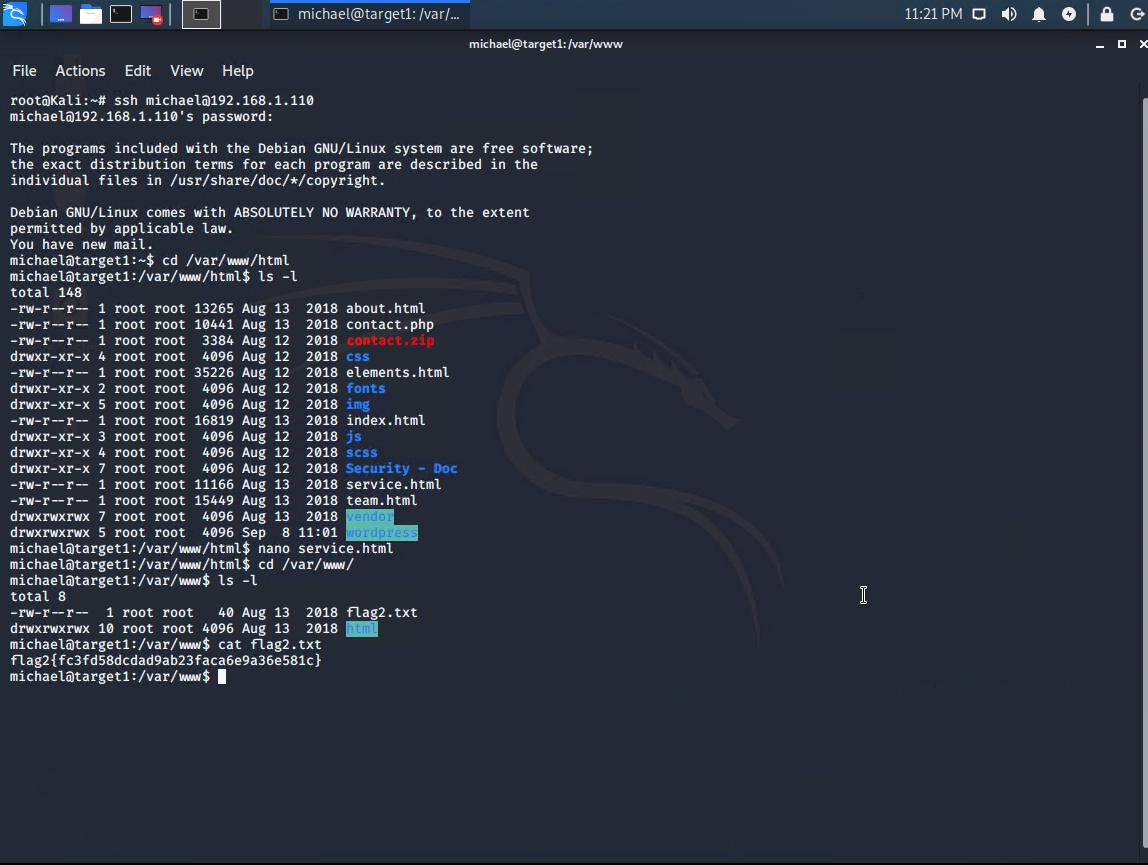 michael@target1: /var/...
11:21 PM
michael@target1:/var/www
File Actions Edit View Help
root@Kali:~# ssh michael@192.168.1.110
michael@192.168.1.110's password:
The programs included with the Debian GNU/Linux system are free software;
the exact distribution terms for each program are described in the
individual files in /usr/share/doc/*/copyright.
Debian GNU/Linux comes with ABSOLUTELY NO WARRANTY, to the extent
permitted by applicable law.
You have new mail.
michael@target1:~$ cd /var/www/html
michael@target1:/var/www/html$ ls -l
total 148
-rw-r--r-- 1 root root 13265 Aug 13  2018 about.html
-rw-r--r-- 1 root root 10441 Aug 13  2018 contact.php
-rw-r--r-- 1 root root  3384 Aug 12  2018 contact.zip
drwxr-xr-x 4 root root  4096 Aug 12  2018 css
-rw-r--r-- 1 root root 35226 Aug 12  2018 elements.html
drwxr-xr-x 2 root root  4096 Aug 12  2018 fonts
drwxr-xr-x 5 root root  4096 Aug 12  2018 img
-rw-r--r-- 1 root root 16819 Aug 13  2018 index.html
drwxr-xr-x 3 root root  4096 Aug 12  2018 js
drwxr-xr-x 4 root root  4096 Aug 12  2018 scss
drwxr-xr-x 7 root root  4096 Aug 12  2018 Security - Doc
-rw-r--r-- 1 root root 11166 Aug 13  2018 service.html
-rw-r--r-- 1 root root 15449 Aug 13  2018 team.html
drwxrwxrwx 7 root root  4096 Aug 13  2018 vendor
drwxrwxrwx 5 root root  4096 Sep  8 11:01 wordpress
michael@target1:/var/www/html$ nano service.html
michael@target1:/var/www/html$ cd /var/www/
michael@target1:/var/www$ ls -l
total 8
-rw-r--r--  1 root root   40 Aug 13  2018 flag2.txt
drwxrwxrwx 10 root root 4096 Aug 13  2018 html
michael@target1:/var/www$ cat flag2.txt
flag2{fc3fd58dcdad9ab23faca6e9a36e581c}
michael@target1:/var/www$